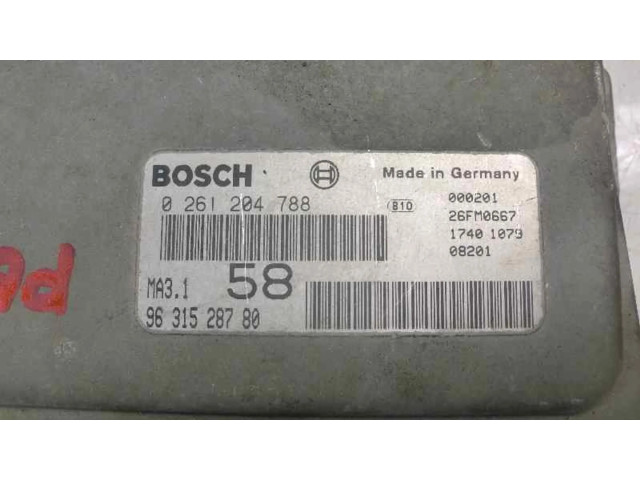 BOSCH Made in Germany
0 261 204 788 B10 000201
26FM0667
1740 1079
08201
MA3.1 58
96 315 287 80